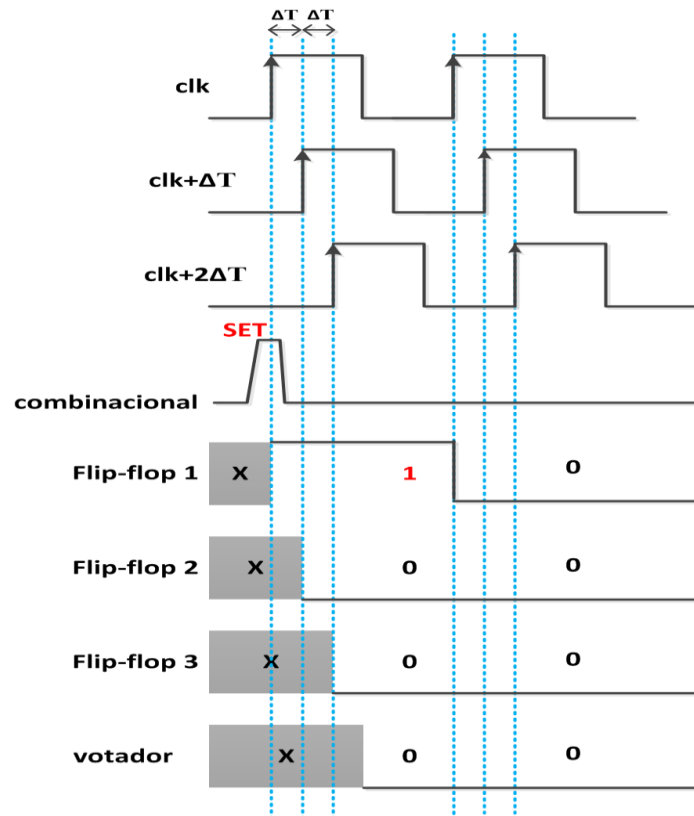 ΔT ΔT
clk
clk+ΔT
clk+2ΔT
SET
combinacional
Flip-flop 1 X 1 0
Flip-flop 2 X 0 0
Flip-flop 3 X 0 0
votador X 0 0